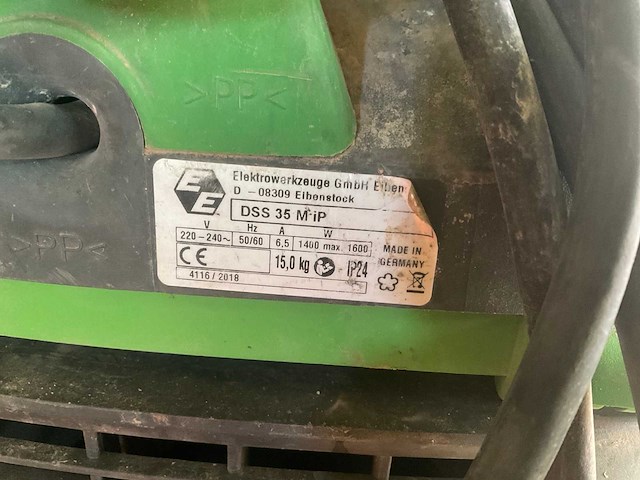 >PP<
>PP<
EE
Elektrowerkzeuge GmbH Eiben
D - 08309 Eibenstock
DSS 35 M iP
V Hz A W
220-240~ 50/60 6,5 1400 max. 1600
CE 15,0 kg IP24
MADE IN
GERMANY
4116 / 2018